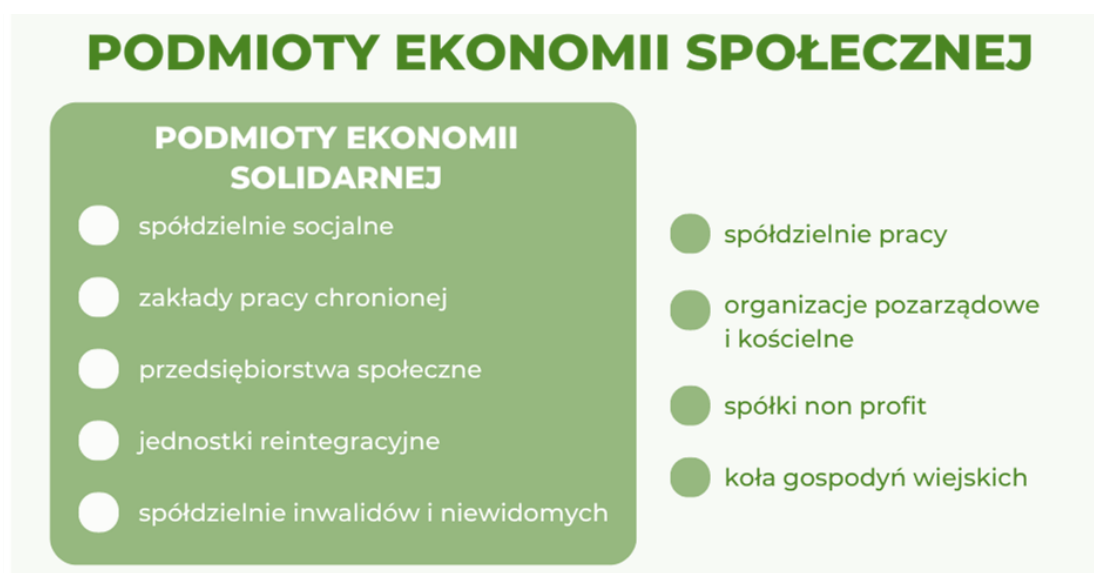 PODMIOTY EKONOMII SPOŁECZNEJ
PODMIOTY EKONOMII
SOLIDARNEJ
spółdzielnie socjalne
zakłady pracy chronionej
przedsiębiorstwa społeczne
jednostki reintegracyjne
spółdzielnie inwalidów i niewidomych
spółdzielnie pracy
organizacje pozarządowe
i kościelne
spółki non profit
koła gospodyń wiejskich